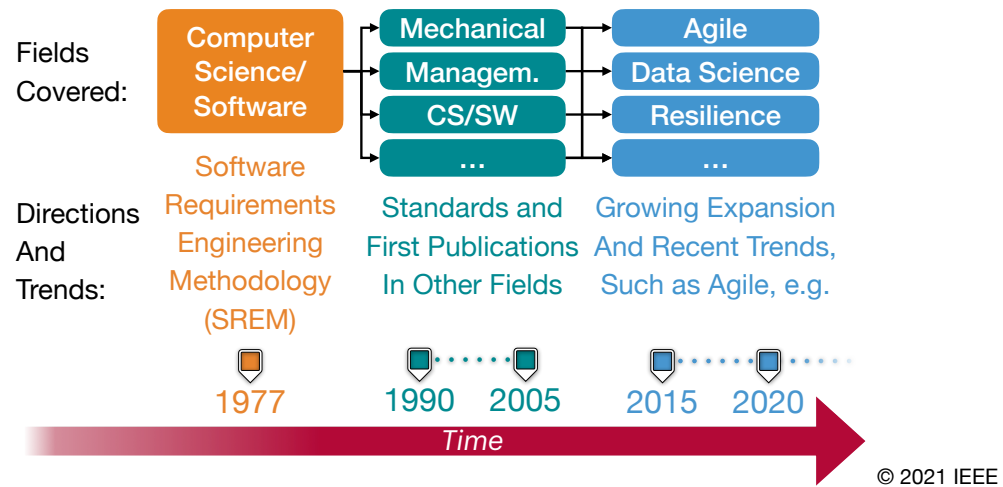 Fields
Covered:
Computer
Science/
Software
Mechanical
Managem.
CS/SW
...
Agile
Data Science
Resilience
...
Directions
And
Trends:
Software
Requirements
Engineering
Methodology
(SREM)
Standards and
First Publications
In Other Fields
Growing Expansion
And Recent Trends,
Such as Agile, e.g.
1977
1990
2005
2015
2020
Time
© 2021 IEEE